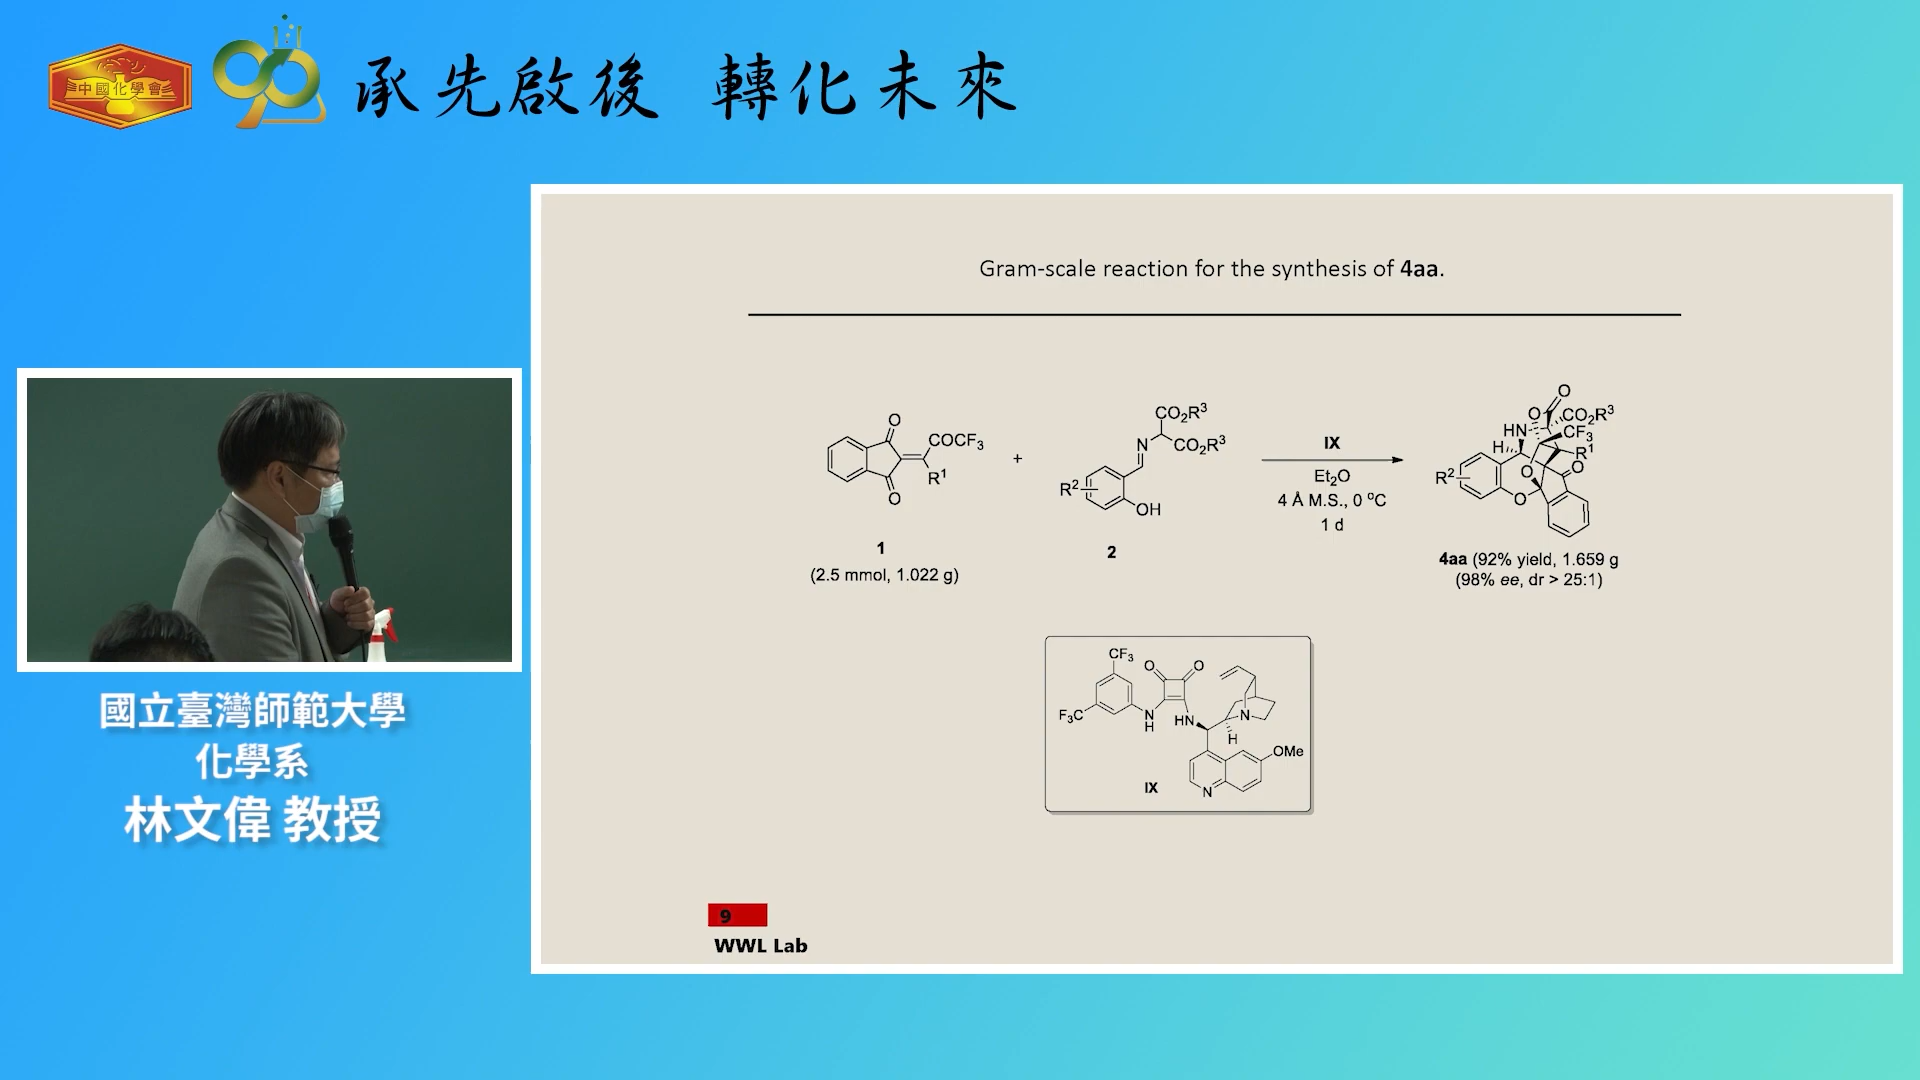 中國化學會
90
承先啟後 轉化未來
Gram-scale reaction for the synthesis of 4aa.
O
O
COCF3
R1
1
(2.5 mmol, 1.022 g)
+
CO2R3
N
CO2R3
R2
OH
2
IX
Et2O
4 Å M.S., 0 ºC
1 d
O
O
CO2R3
HN
CF3
H
R1
O
O
R2
O
4aa (92% yield, 1.659 g
(98% ee, dr > 25:1)
CF3
O
O
F3C
N
H
HN
N
H
OMe
N
IX
9
WWL Lab
國立臺灣師範大學
化學系
林文偉 教授